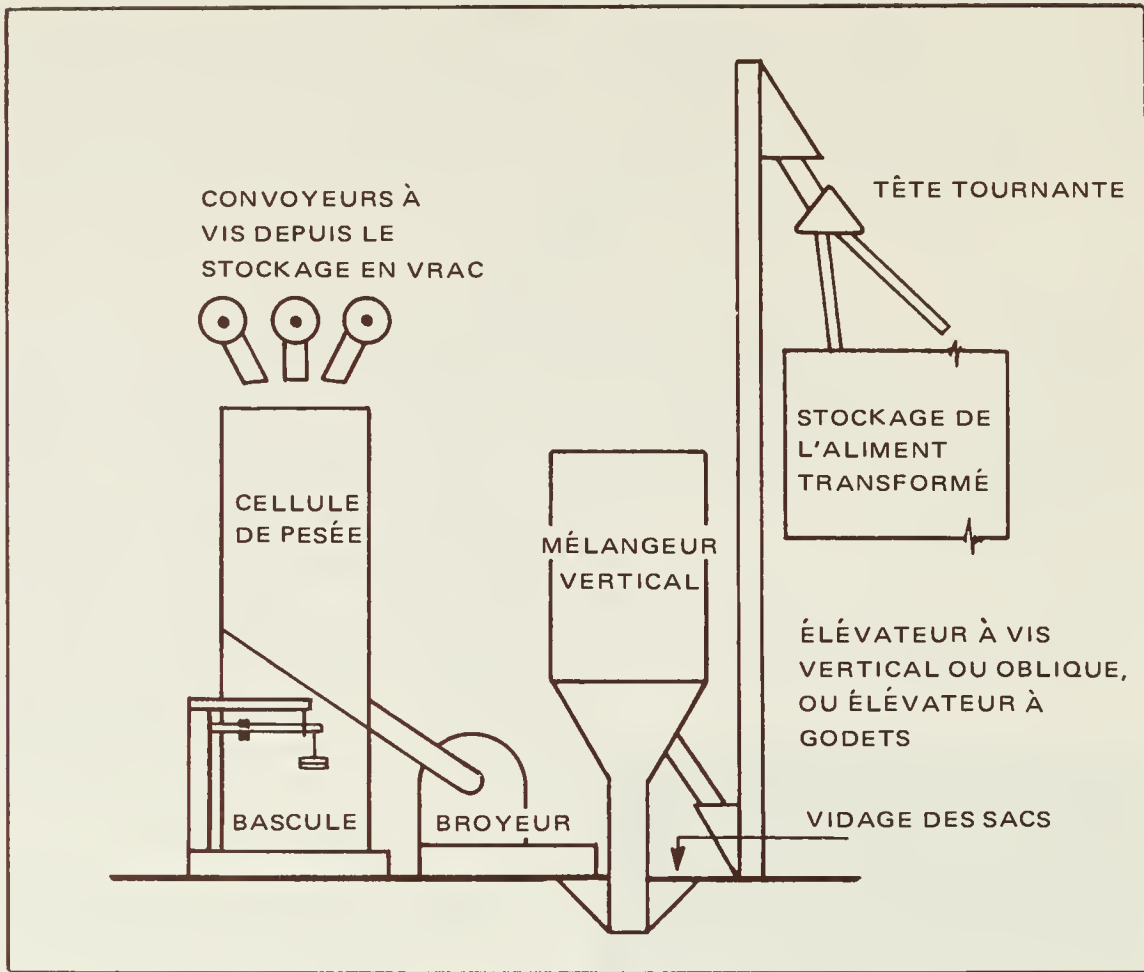 CONVOYEURS À
VIS DEPUIS LE
STOCKAGE EN VRAC
TÊTE TOURNANTE
CELLULE
DE PESÉE
STOCKAGE DE
L'ALIMENT
TRANSFORMÉ
MÉLANGEUR
VERTICAL
ÉLÉVATEUR À VIS
VERTICAL OU OBLIQUE,
OU ÉLÉVATEUR À
GODETS
BASCULE
BROYEUR
VIDAGE DES SACS